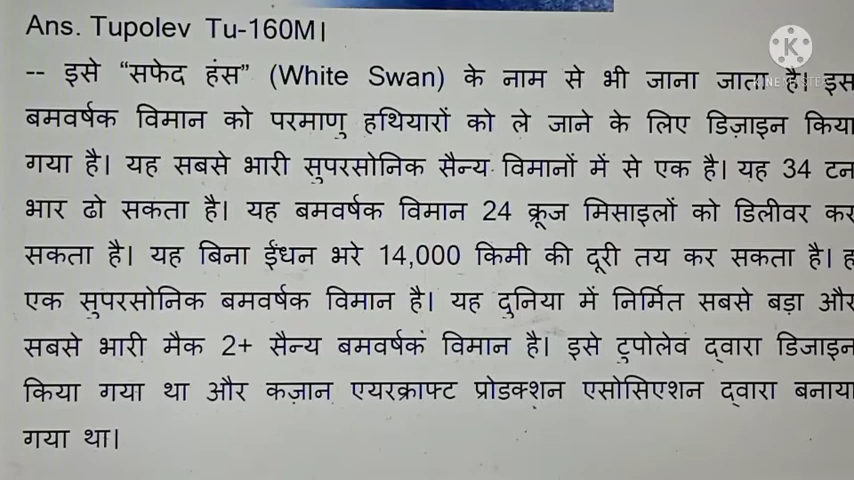 Ans. Tupolev Tu-160M।
-- इसे “सफेद हंस” (White Swan) के नाम से भी जाना जाता है। इस
बमवर्षक विमान को परमाणु हथियारों को ले जाने के लिए डिज़ाइन किया
गया है। यह सबसे भारी सुपरसोनिक सैन्य विमानों में से एक है। यह 34 टन
भार ढो सकता है। यह बमवर्षक विमान 24 क्रूज मिसाइलों को डिलीवर कर
सकता है। यह बिना ईंधन भरे 14,000 किमी की दूरी तय कर सकता है। ह
एक सुपरसोनिक बमवर्षक विमान है। यह दुनिया में निर्मित सबसे बड़ा और
सबसे भारी मैक 2+ सैन्य बमवर्षक विमान है। इसे टुपोलेव द्वारा डिजाइन
किया गया था और कज़ान एयरक्राफ्ट प्रोडक्शन एसोसिएशन द्वारा बनाया
गया था।
K
KINEMASTER